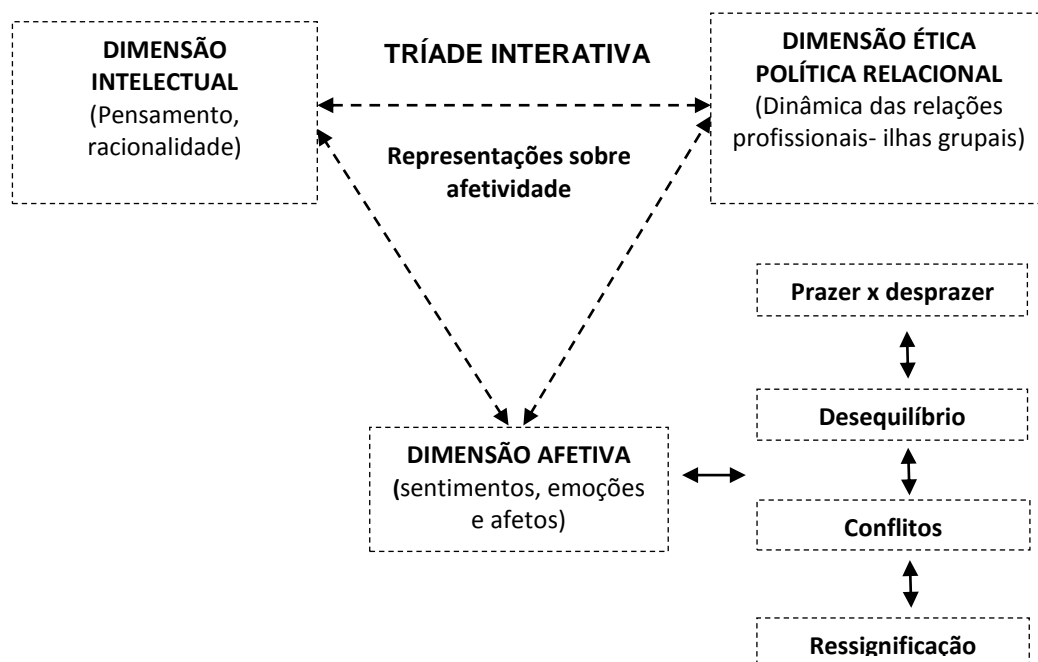 DIMENSÃO
INTELECTUAL
(Pensamento,
racionalidade)
TRÍADE INTERATIVA
DIMENSÃO ÉTICA
POLÍTICA RELACIONAL
(Dinâmica das relações
profissionais- ilhas grupais)
Representações sobre
afetividade
Prazer x desprazer
Desequilíbrio
DIMENSÃO AFETIVA
(sentimentos, emoções
e afetos)
Conflitos
Ressignificação